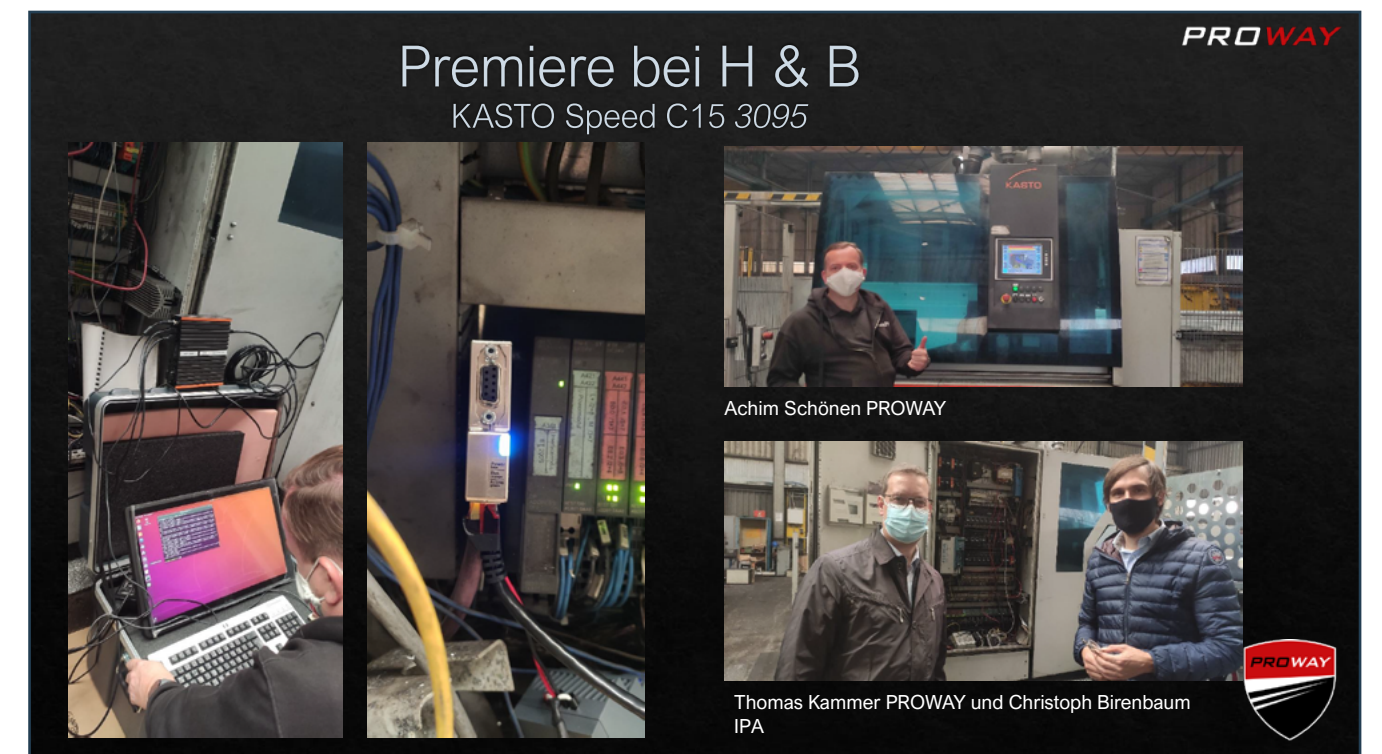 PROWAY
Premiere bei H & B
KASTO Speed C15 3095
KASTO
Achim Schönen PROWAY
Thomas Kammer PROWAY und Christoph Birenbaum
IPA
PROWAY